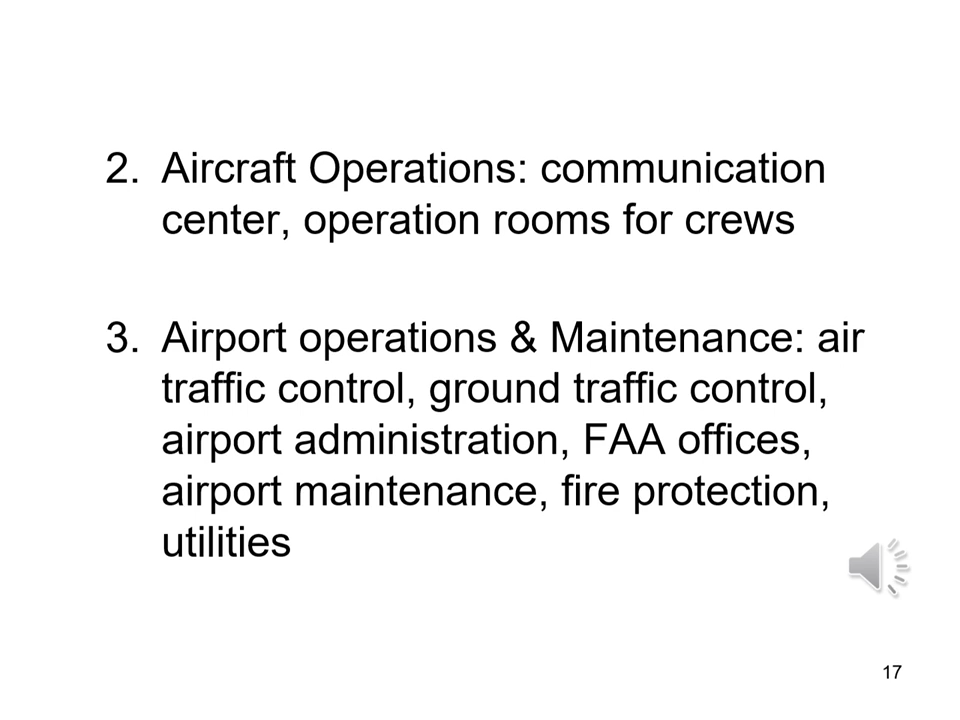 2. Aircraft Operations: communication
center, operation rooms for crews
3. Airport operations & Maintenance: air
traffic control, ground traffic control,
airport administration, FAA offices,
airport maintenance, fire protection,
utilities
17